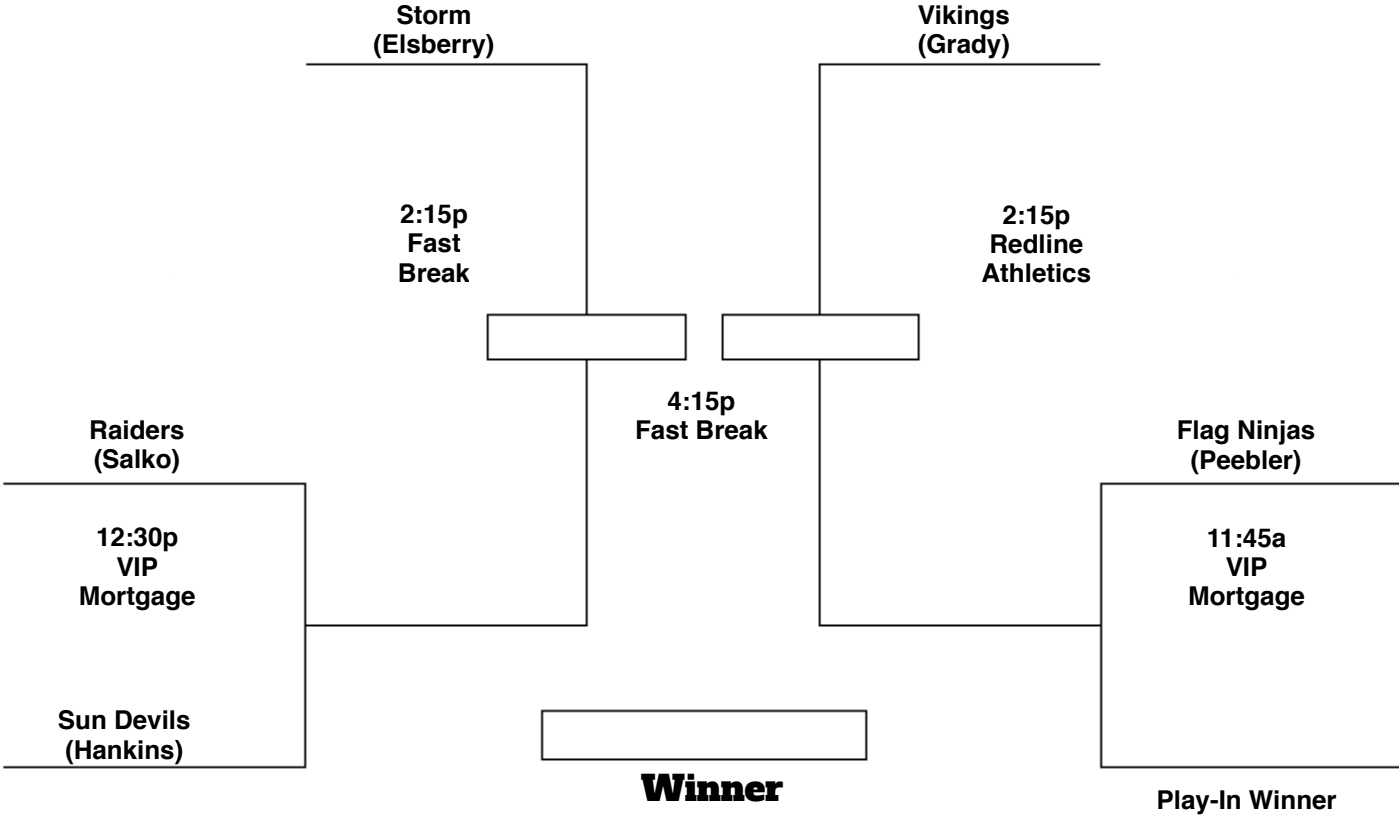 Storm
(Elsberry)
Vikings
(Grady)
2:15p
Fast
Break
2:15p
Redline
Athletics
4:15p
Fast Break
Raiders
(Salko)
Flag Ninjas
(Peebler)
12:30p
VIP
Mortgage
11:45a
VIP
Mortgage
Sun Devils
(Hankins)
Winner
Play-In Winner